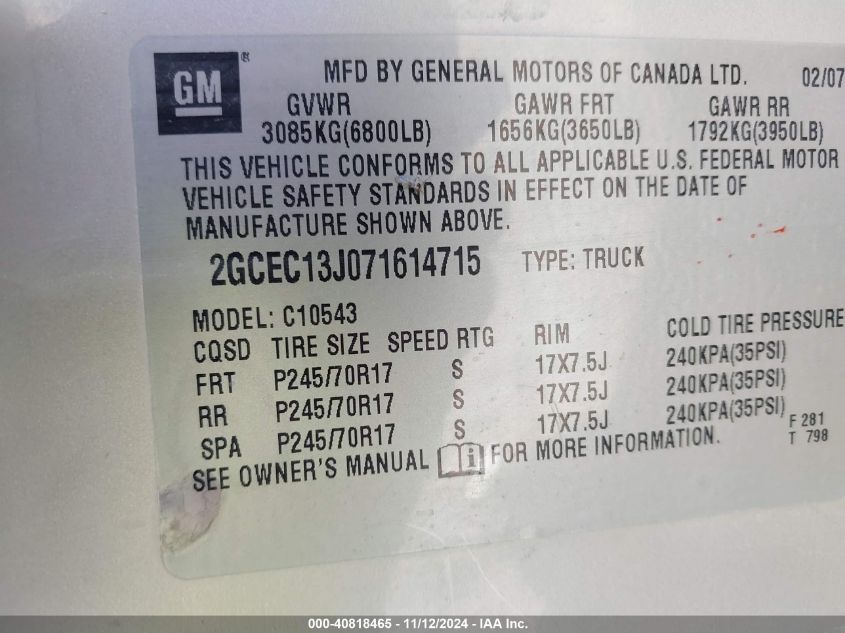 GM ®
MFD BY GENERAL MOTORS OF CANADA LTD. 02/07
GVWR GAWR FRT GAWR RR
3085KG(6800LB) 1656KG(3650LB) 1792KG(3950LB)
THIS VEHICLE CONFORMS TO ALL APPLICABLE U.S. FEDERAL MOTOR
VEHICLE SAFETY STANDARDS IN EFFECT ON THE DATE OF
MANUFACTURE SHOWN ABOVE.
2GCEC13J071614715 TYPE: TRUCK
MODEL: C10543
CQSD TIRE SIZE SPEED RTG RIM COLD TIRE PRESSURE
FRT P245/70R17 S 17X7.5J 240KPA(35PSI)
RR P245/70R17 S 17X7.5J 240KPA(35PSI)
SPA P245/70R17 S 17X7.5J 240KPA(35PSI)
F 281
T 798
SEE OWNER'S MANUAL i FOR MORE INFORMATION.
000-40818465 - 11/12/2024 - IAA Inc.